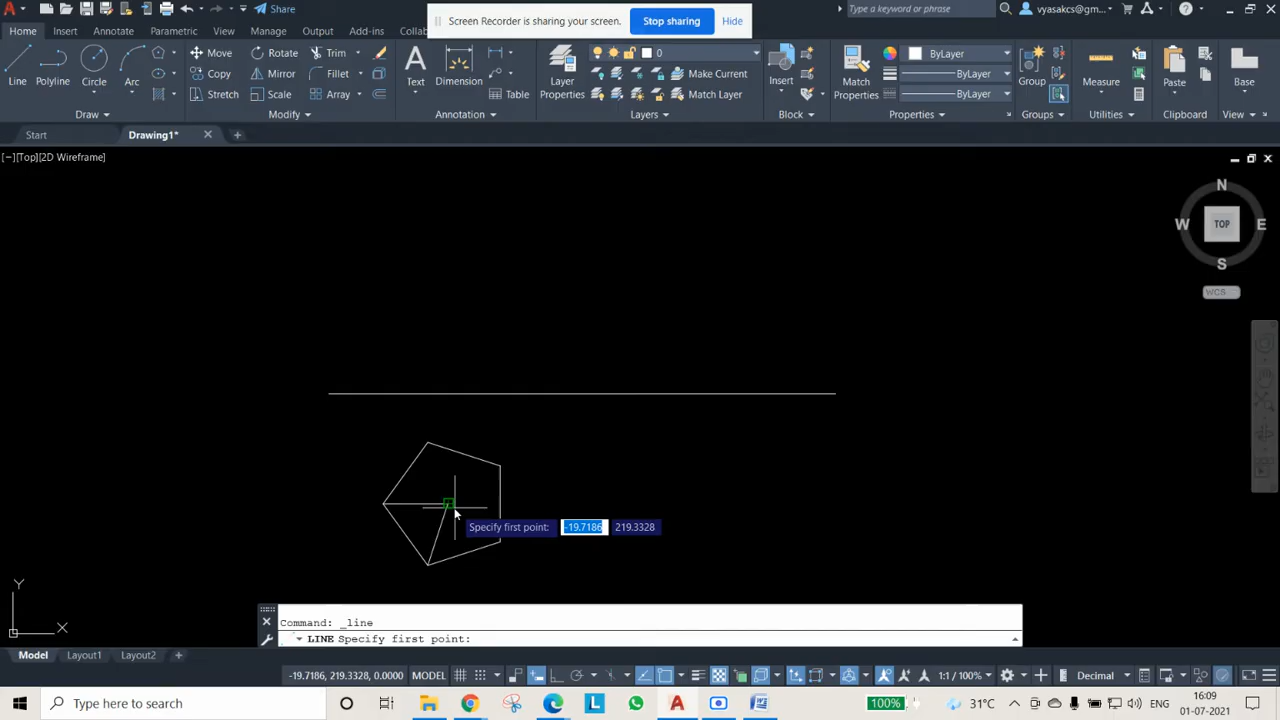 Share
Screen Recorder is sharing your screen. Stop sharing Hide
Type a keyword or phrase
vyasakcs@gm...
Home Insert Annotate Parametric View Manage Output Add-ins Collab
Line Polyline Circle Arc
Move Rotate Trim
Copy Mirror Fillet
Stretch Scale Array
Text Dimension Table
Layer Properties
0
Make Current
Match Layer
Insert
Match Properties
ByLayer
ByLayer
ByLayer
Group
Measure
Paste
Base
Draw Modify Annotation Layers Block Properties Groups Utilities Clipboard View
Start Drawing1*
[−][Top][2D Wireframe]
N
W TOP E
S
WCS
Specify first point: -19.7186 219.3328
Y
X
Command: _line
LINE Specify first point:
Model Layout1 Layout2
-19.7186, 219.3328, 0.0000 MODEL 1:1 / 100% Decimal
Type here to search
100% 31°C ENG
16:09
01-07-2021